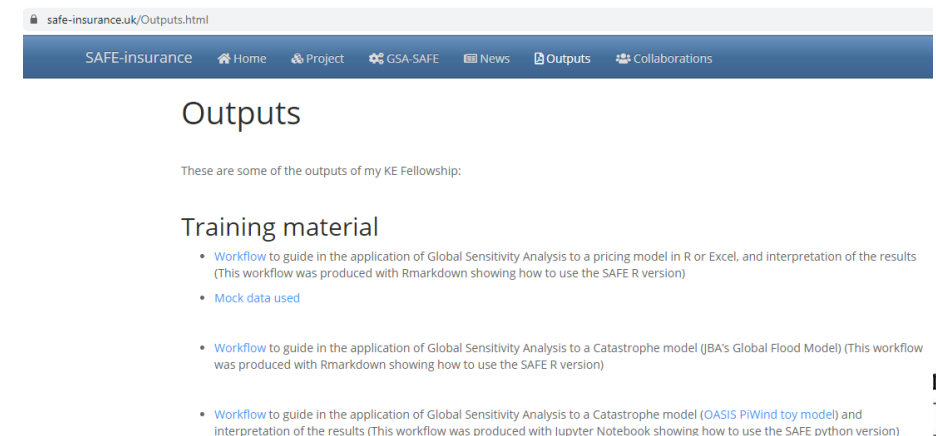 safe-insurance.uk/Outputs.html
SAFE-insurance Home Project GSA-SAFE News Outputs Collaborations
Outputs
These are some of the outputs of my KE Fellowship:
Training material
• Workflow to guide in the application of Global Sensitivity Analysis to a pricing model in R or Excel, and interpretation of the results
(This workflow was produced with Rmarkdown showing how to use the SAFE R version)
• Mock data used
• Workflow to guide in the application of Global Sensitivity Analysis to a Catastrophe model (JBA's Global Flood Model) (This workflow
was produced with Rmarkdown showing how to use the SAFE R version)
• Workflow to guide in the application of Global Sensitivity Analysis to a Catastrophe model (OASIS PiWind toy model) and
interpretation of the results (This workflow was produced with Jupyter Notebook showing how to use the SAFE python version)